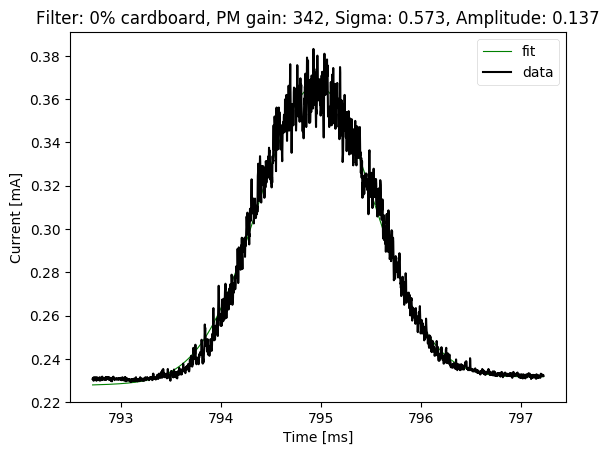 Filter: 0% cardboard, PM gain: 342, Sigma: 0.573, Amplitude: 0.137
fit
data
Current [mA]
0.38
0.36
0.34
0.32
0.30
0.28
0.26
0.24
0.22
793 794 795 796 797
Time [ms]